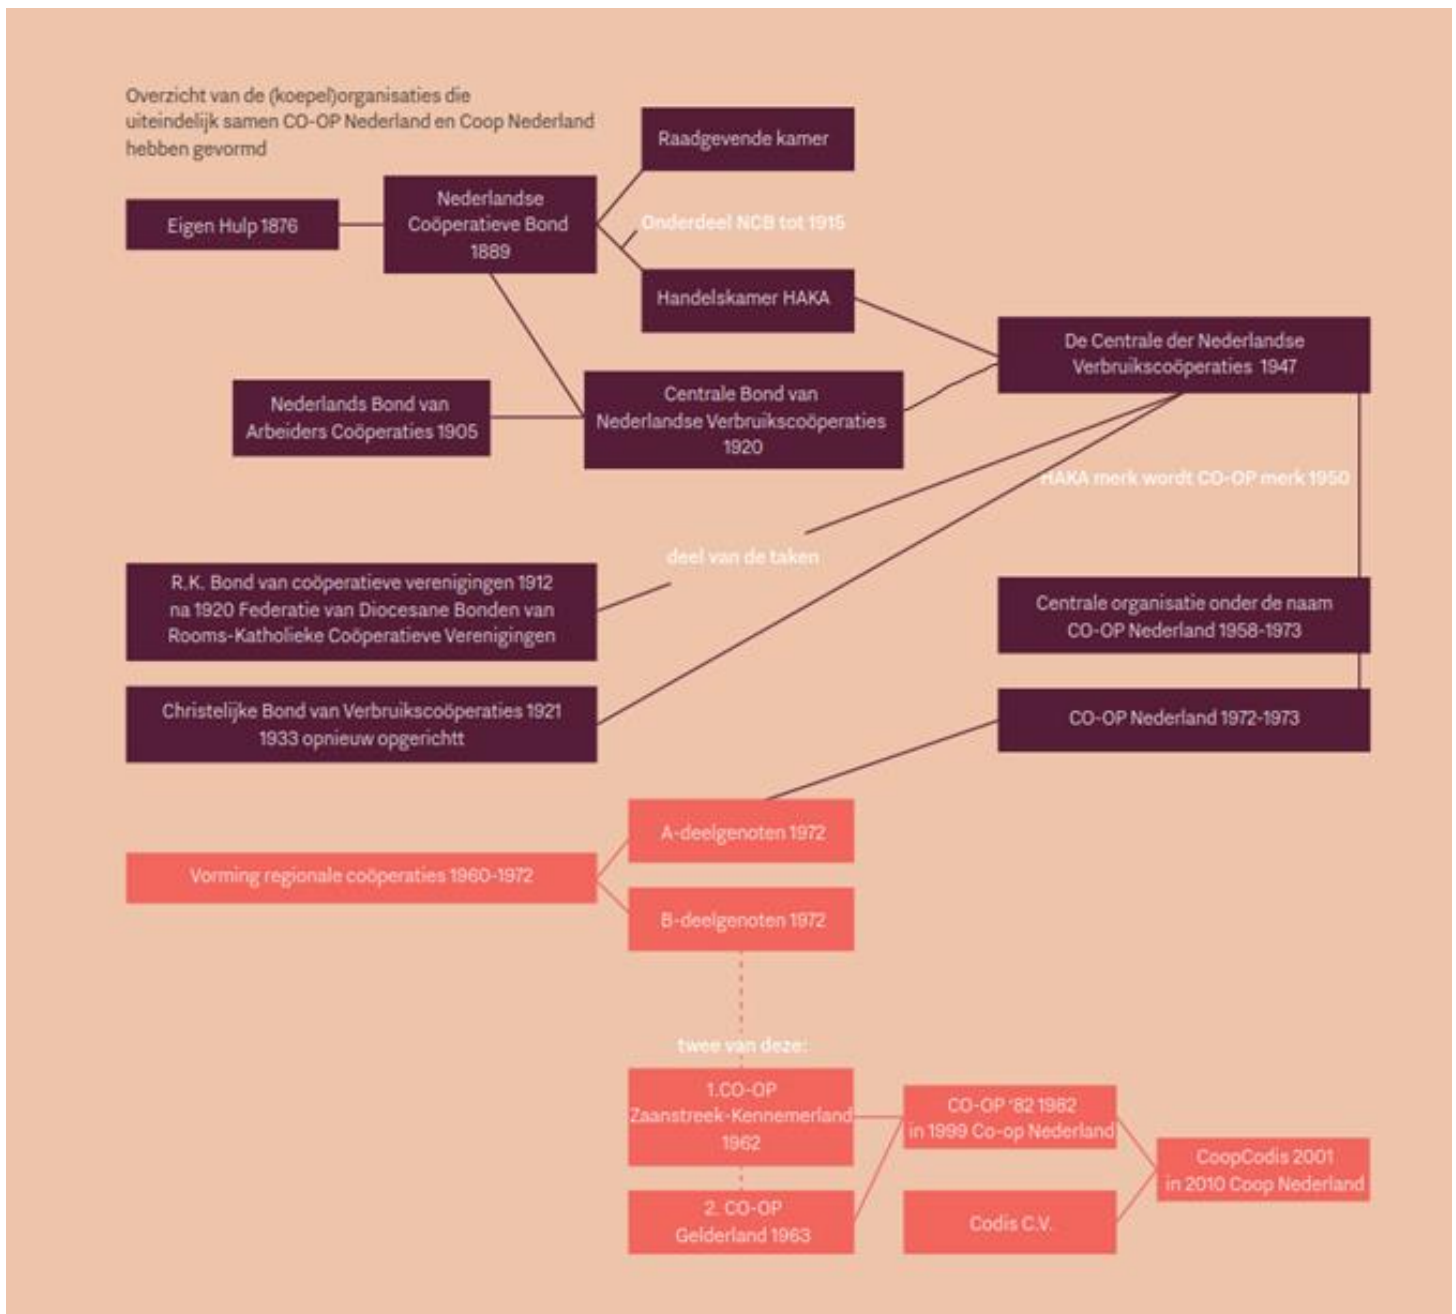 Overzicht van de (koepel)organisaties die
uiteindelijk samen CO-OP Nederland en Coop Nederland
hebben gevormd
Raadgevende kamer
Eigen Hulp 1876
Nederlandse
Coöperatieve Bond
1889
Onderdeel NCB tot 1915
Handelskamer HAKA
De Centrale der Nederlandse
Verbruikscoöperaties 1947
Nederlands Bond van
Arbeiders Coöperaties 1905
Centrale Bond van
Nederlandse Verbruikscoöperaties
1920
HAKA merk wordt CO-OP merk 1950
deel van de taken
R.K. Bond van coöperatieve verenigingen 1912
na 1920 Federatie van Diocesane Bonden van
Rooms-Katholieke Coöperatieve Verenigingen
Centrale organisatie onder de naam
CO-OP Nederland 1958-1973
Christelijke Bond van Verbruikscoöperaties 1921
1933 opnieuw opgerichtt
CO-OP Nederland 1972-1973
A-deelgenoten 1972
Vorming regionale coöperaties 1960-1972
B-deelgenoten 1972
twee van deze:
1.CO-OP
Zaanstreek-Kennemerland
1962
CO-OP '82 1982
in 1999 Co-op Nederland
CoopCodis 2001
in 2010 Coop Nederland
2. CO-OP
Gelderland 1963
Codis C.V.